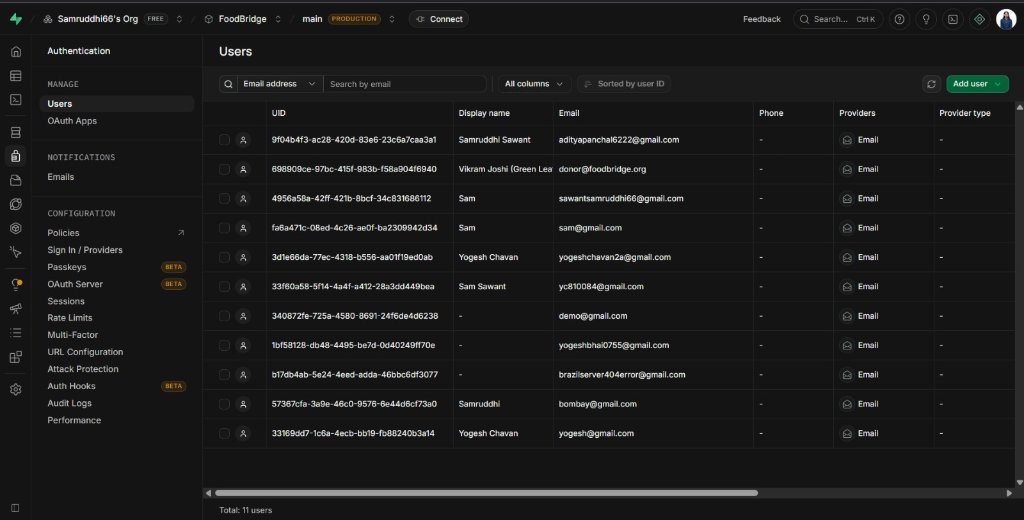 Samruddhi66's Org FREE / FoodBridge / main PRODUCTION Connect Feedback Search... Ctrl K
Authentication
MANAGE
Users
OAuth Apps
NOTIFICATIONS
Emails
CONFIGURATION
Policies
Sign In / Providers
Passkeys BETA
OAuth Server BETA
Sessions
Rate Limits
Multi-Factor
URL Configuration
Attack Protection
Auth Hooks BETA
Audit Logs
Performance
Users
Email address Search by email All columns Sorted by user ID Add user
UID Display name Email Phone Providers Provider type
9f04b4f3-ac28-420d-83e6-23c6a7caa3a1 Samruddhi Sawant adityapanchal6222@gmail.com - Email -
698909ce-97bc-415f-983b-f58a904f6940 Vikram Joshi (Green Lea donor@foodbridge.org - Email -
4956a58a-42ff-421b-8bcf-34c831686112 Sam sawantsamruddhi66@gmail.com - Email -
fa6a471c-08ed-4c26-ae0f-ba2309942d34 Sam sam@gmail.com - Email -
3d1e66da-77ec-4318-b556-aa01f19ed0ab Yogesh Chavan yogeshchavan2a@gmail.com - Email -
33f60a58-5f14-4a4f-a412-28a3dd449bea Sam Sawant yc810084@gmail.com - Email -
340872fe-725a-4580-8691-24f6de4d6238 - demo@gmail.com - Email -
1bf58128-db48-4495-be7d-0d40249ff70e - yogeshbhai0755@gmail.com - Email -
b17db4ab-5e24-4eed-adda-46bbc6df3077 - brazilserver404error@gmail.com - Email -
57367cfa-3a9e-46c0-9576-6e44d6cf73a0 Samruddhi bombay@gmail.com - Email -
33169dd7-1c6a-4ecb-bb19-fb88240b3a14 Yogesh Chavan yogesh@gmail.com - Email -
Total: 11 users